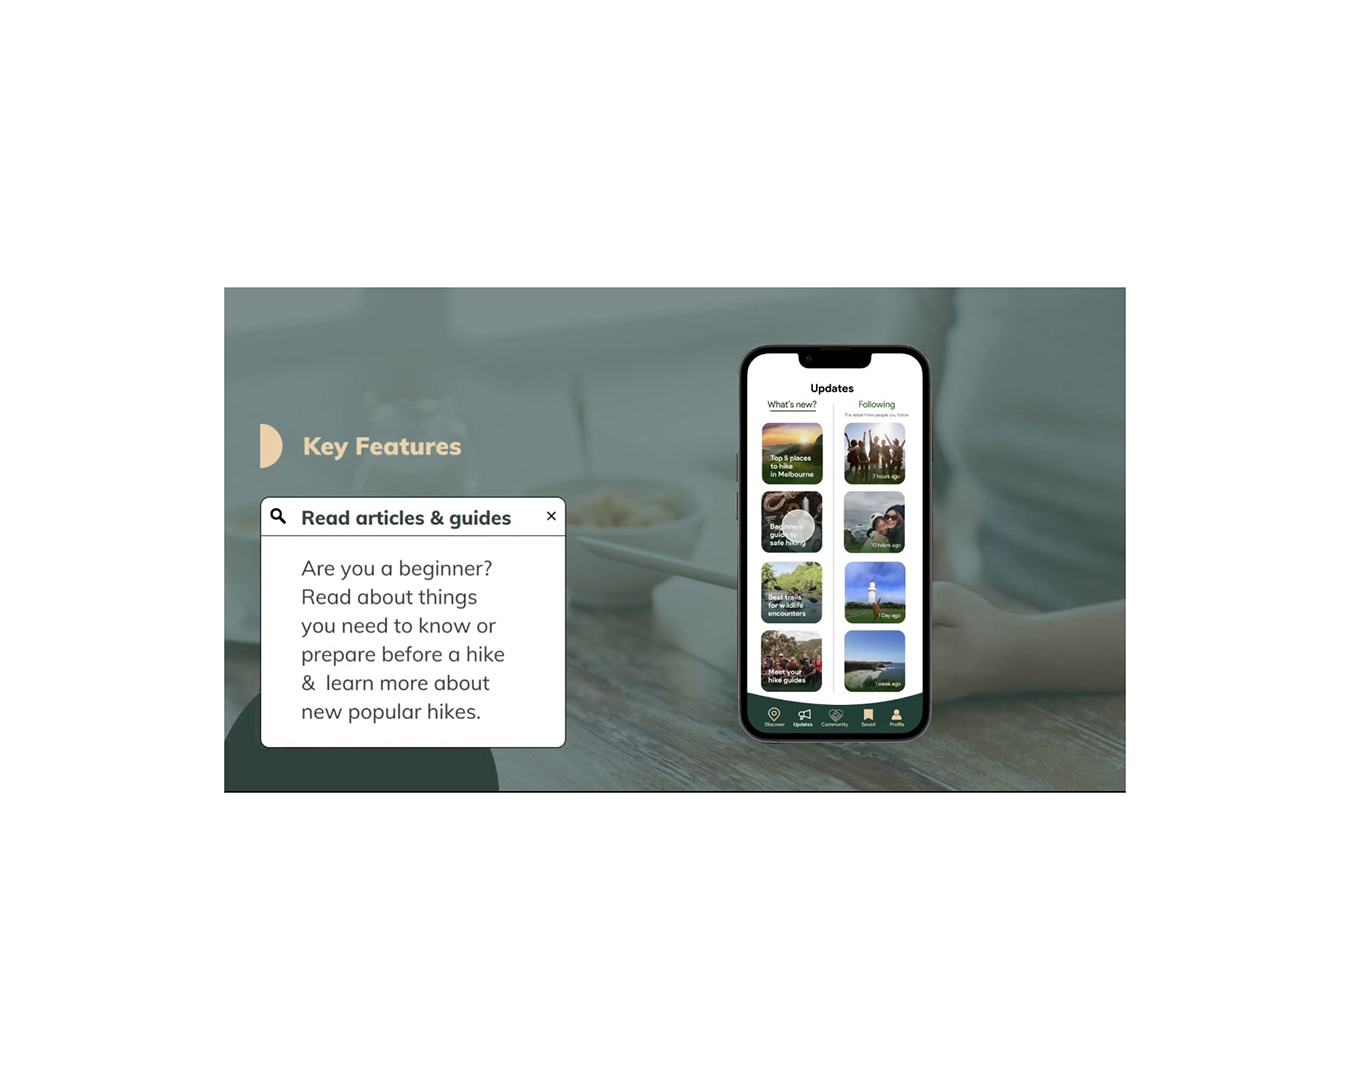 Key Features
Read articles & guides
Are you a beginner?
Read about things
you need to know or
prepare before a hike
& learn more about
new popular hikes.
Updates
What's new?
Following
The latest from people you follow
Top 5 places
to hike
in Melbourne
7 hours ago
Beginners
guide to
safe hiking
10 hours ago
Best trails
for wildlife
encounters
1 Day ago
Meet your
hike guides
1 week ago
Discover
Updates
Community
Saved
Profile